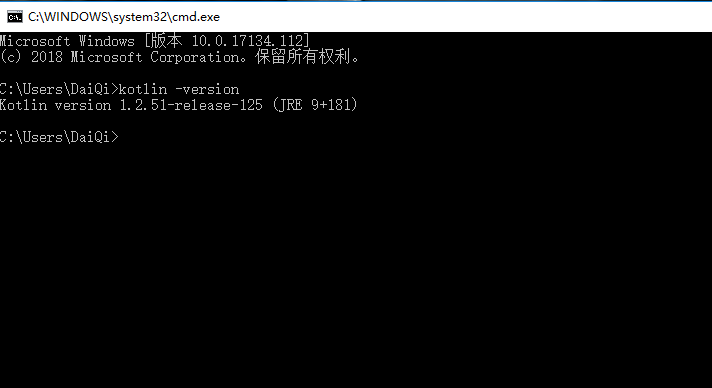 C:\WINDOWS\system32\cmd.exe
Microsoft Windows [版本 10.0.17134.112]
(c) 2018 Microsoft Corporation。保留所有权利。
C:\Users\DaiQi>kotlin -version
Kotlin version 1.2.51-release-125 (JRE 9+181)
C:\Users\DaiQi>